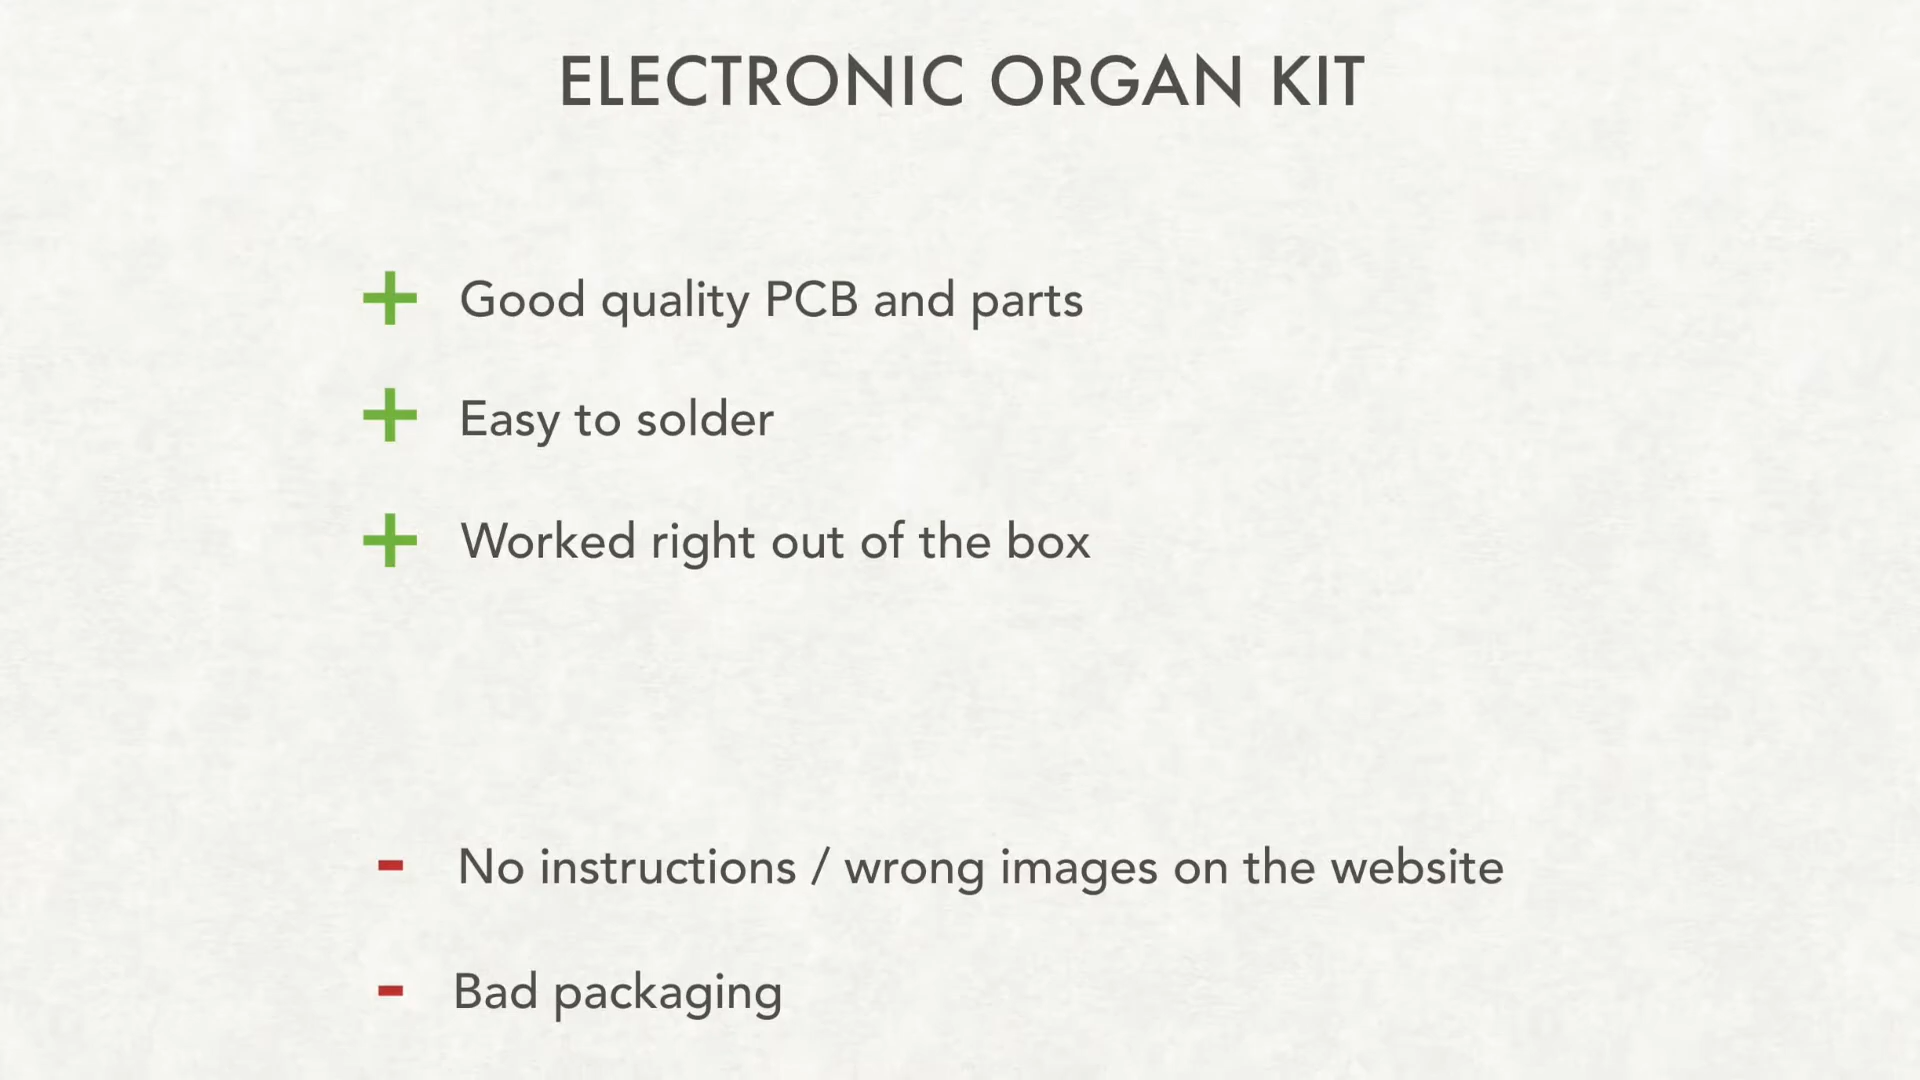 ELECTRONIC ORGAN KIT
+ Good quality PCB and parts
+ Easy to solder
+ Worked right out of the box
- No instructions / wrong images on the website
- Bad packaging